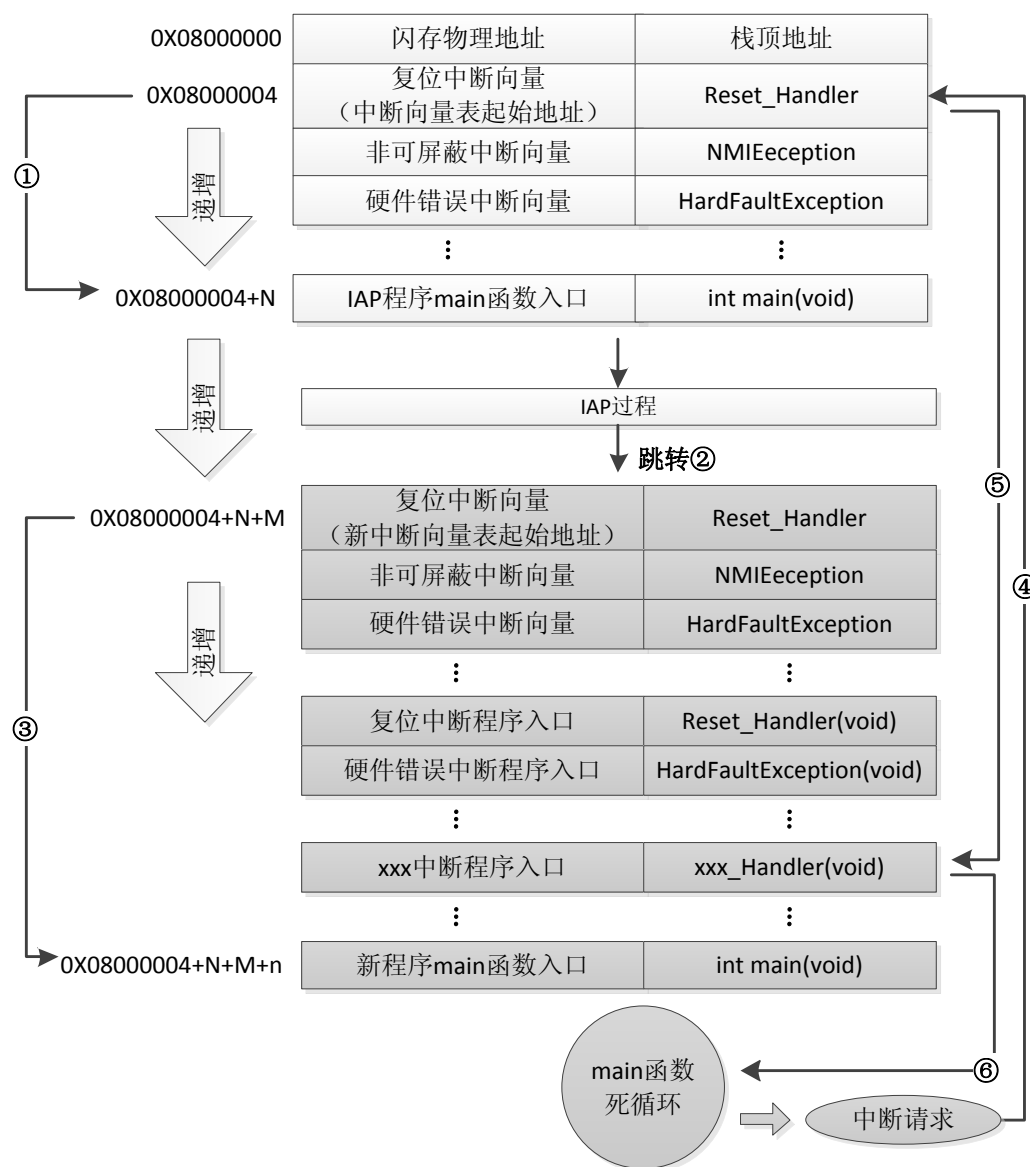 0X08000000
闪存物理地址
栈顶地址
0X08000004
复位中断向量
（中断向量表起始地址）
Reset_Handler
非可屏蔽中断向量
NMIEeception
①
递增
硬件错误中断向量
HardFaultException
0X08000004+N
IAP程序main函数入口
int main(void)
递增
IAP过程
跳转②
⑤
0X08000004+N+M
复位中断向量
（新中断向量表起始地址）
Reset_Handler
非可屏蔽中断向量
NMIEeception
④
硬件错误中断向量
HardFaultException
递增
③
复位中断程序入口
Reset_Handler(void)
硬件错误中断程序入口
HardFaultException(void)
xxx中断程序入口
xxx_Handler(void)
0X08000004+N+M+n
新程序main函数入口
int main(void)
⑥
main函数
死循环
中断请求